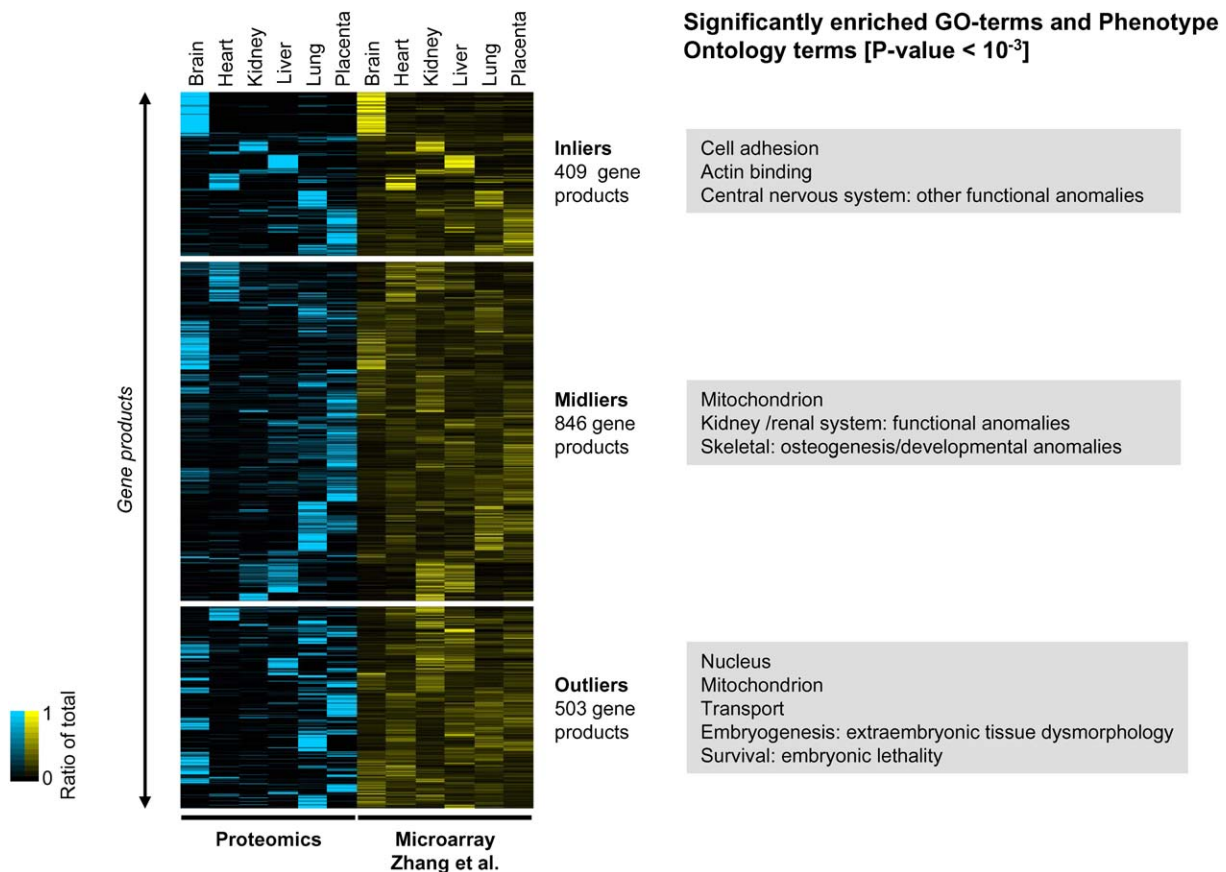 Significantly enriched GO-terms and Phenotype
Ontology terms [P-value < 10⁻³]
Brain
Heart
Kidney
Liver
Lung
Placenta
Brain
Heart
Kidney
Liver
Lung
Placenta
Gene products
Inliers
409 gene
products
Cell adhesion
Actin binding
Central nervous system: other functional anomalies
Midliers
846 gene
products
Mitochondrion
Kidney /renal system: functional anomalies
Skeletal: osteogenesis/developmental anomalies
Outliers
503 gene
products
Nucleus
Mitochondrion
Transport
Embryogenesis: extraembryonic tissue dysmorphology
Survival: embryonic lethality
1
0
Ratio of total
Proteomics
Microarray
Zhang et al.